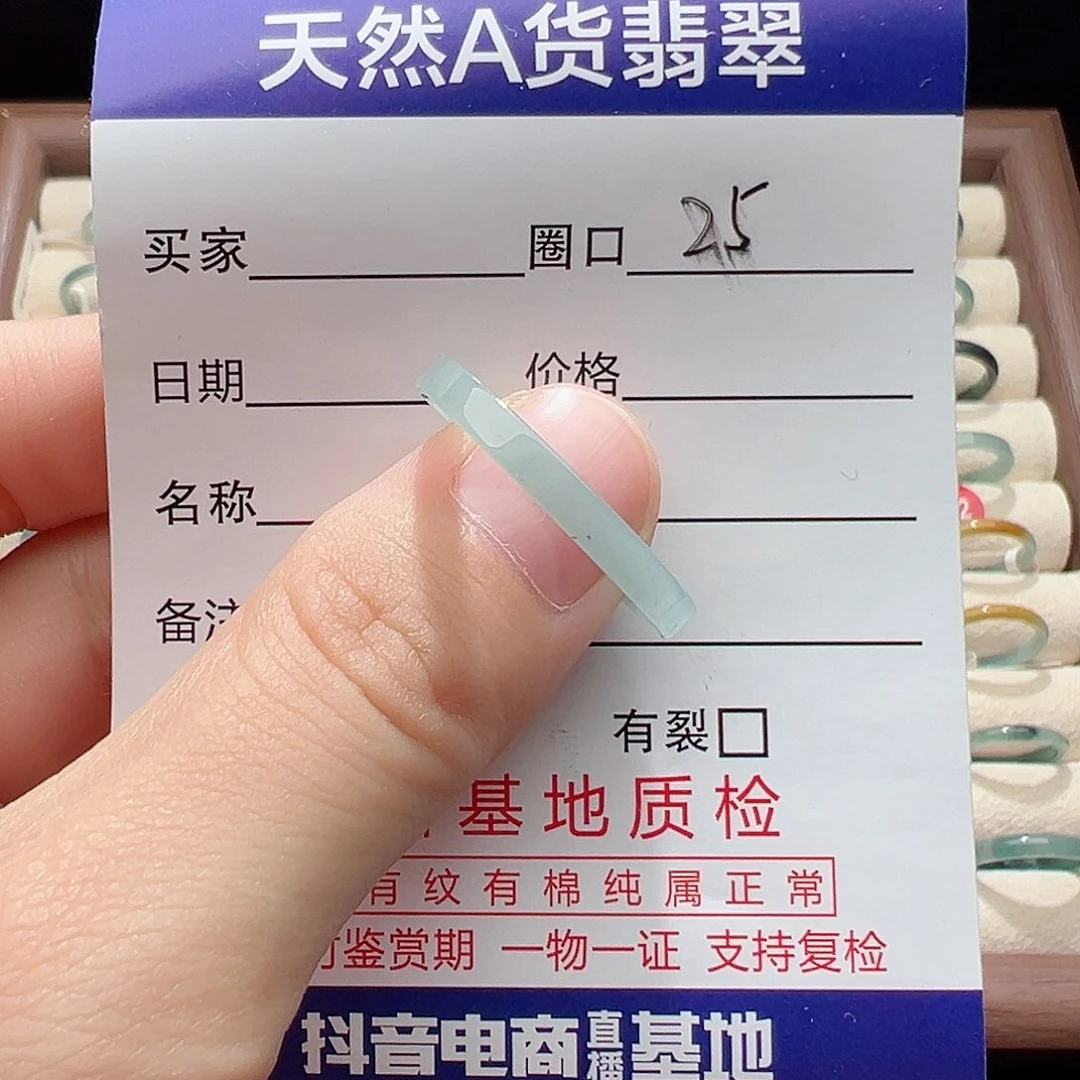 天然A货翡翠
买家 圈口 25
日期 价格
名称
备注
有裂
基地质检
有纹有棉纯属正常
鉴赏期 一物一证 支持复检
抖音电商直播基地